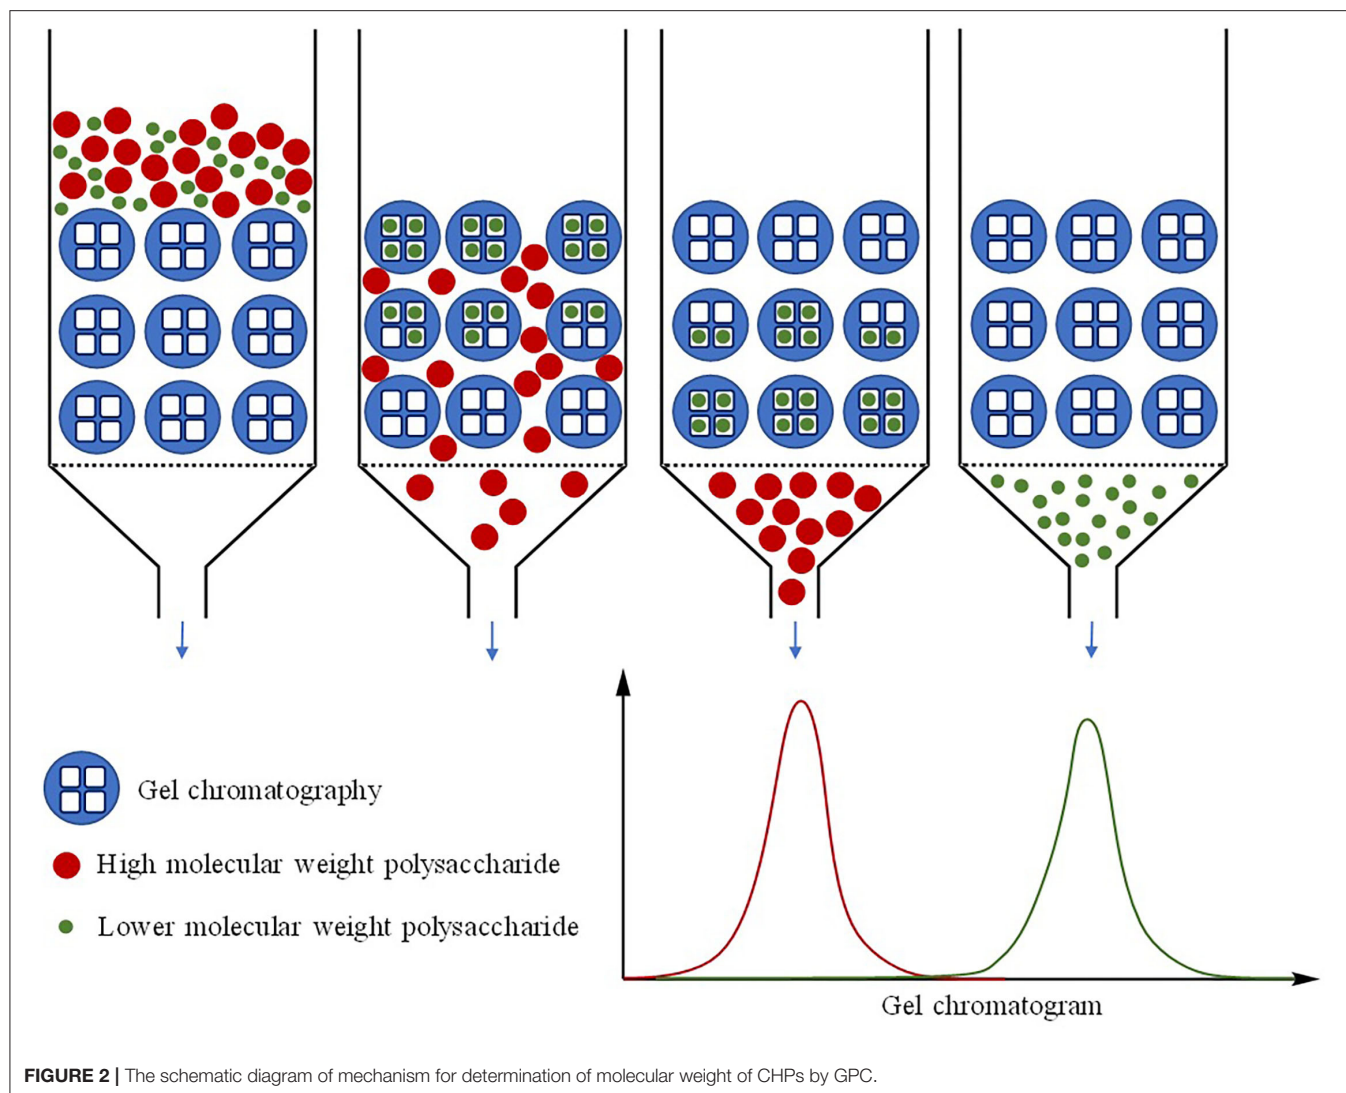 Gel chromatography
High molecular weight polysaccharide
Lower molecular weight polysaccharide
Gel chromatogram
FIGURE 2 | The schematic diagram of mechanism for determination of molecular weight of CHPs by GPC.